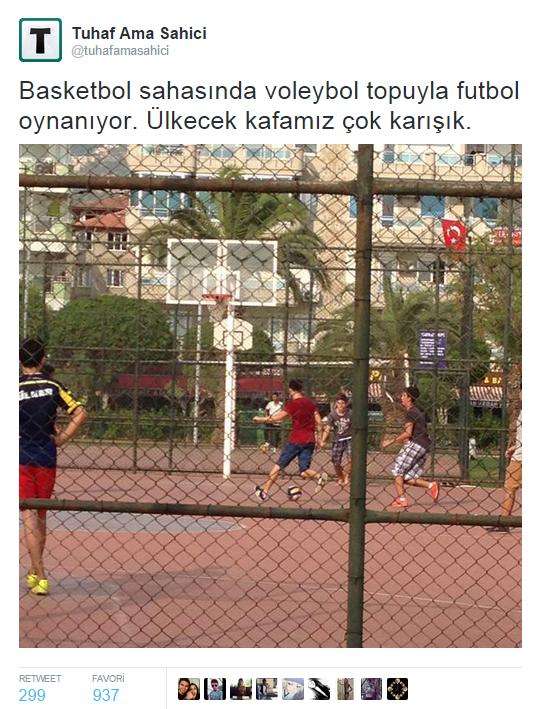 T
Tuhaf Ama Sahici
@tuhafamasahici
Basketbol sahasında voleybol topuyla futbol
oynanıyor. Ülkecek kafamız çok karışık.
RETWEET
FAVORİ
299
937